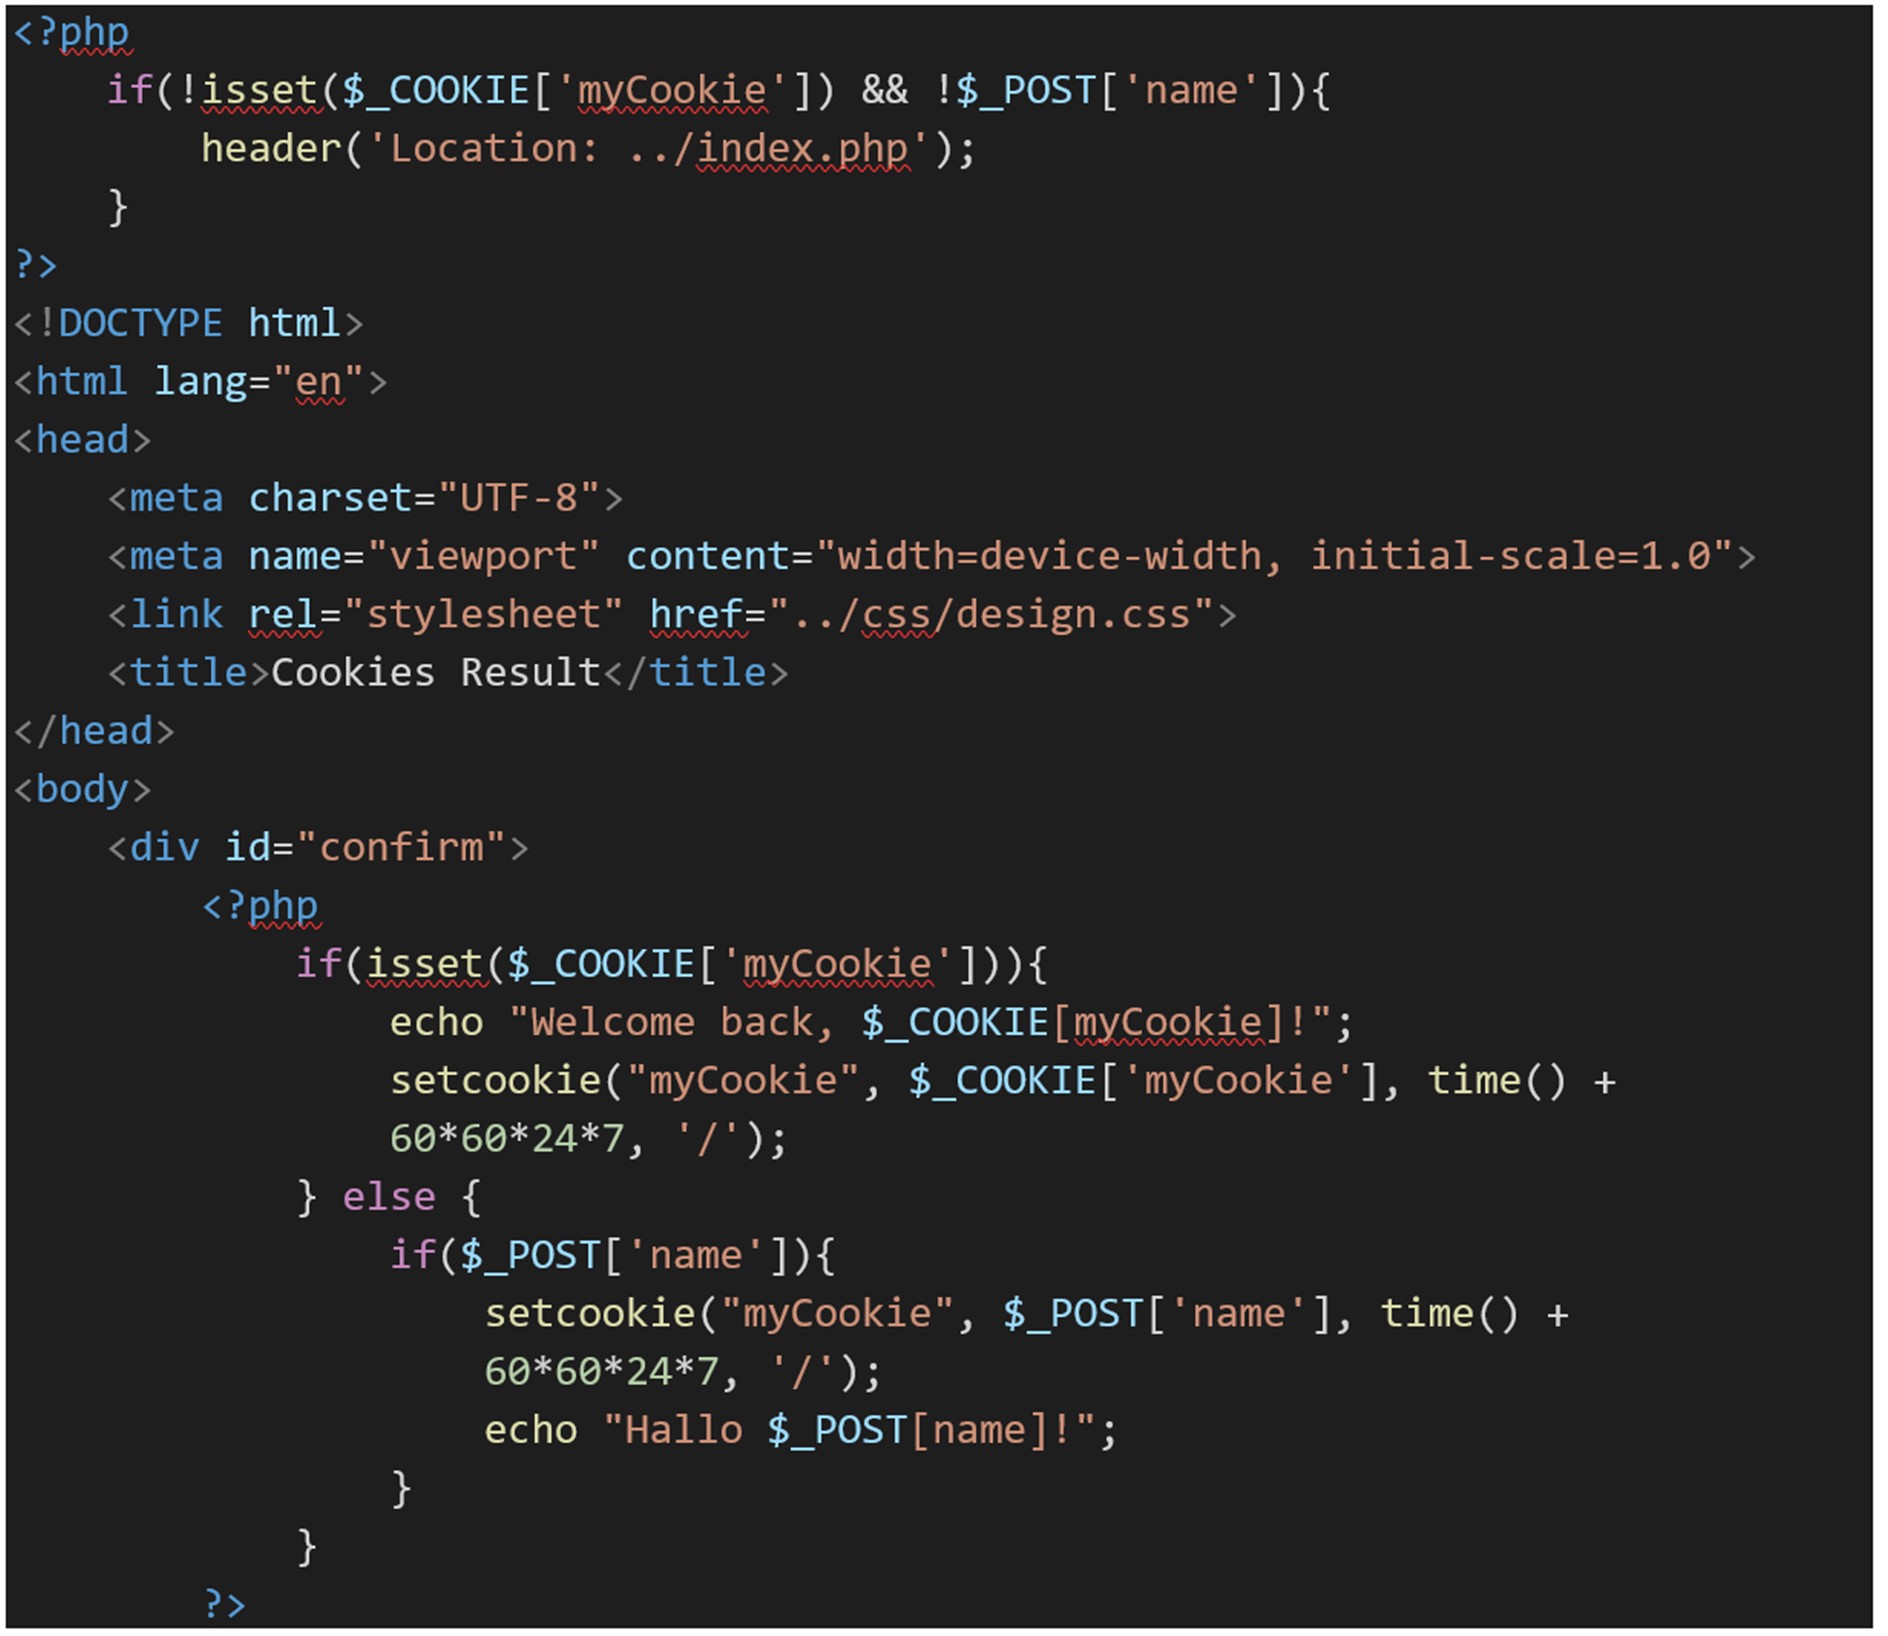 <?php
    if(!isset($_COOKIE['myCookie']) && !$_POST['name']){
        header('Location: ../index.php');
    }
?>
<!DOCTYPE html>
<html lang="en">
<head>
    <meta charset="UTF-8">
    <meta name="viewport" content="width=device-width, initial-scale=1.0">
    <link rel="stylesheet" href="../css/design.css">
    <title>Cookies Result</title>
</head>
<body>
    <div id="confirm">
        <?php
            if(isset($_COOKIE['myCookie'])){
                echo "Welcome back, $_COOKIE[myCookie]!";
                setcookie("myCookie", $_COOKIE['myCookie'], time() +
                60*60*24*7, '/');
            } else {
                if($_POST['name']){
                    setcookie("myCookie", $_POST['name'], time() +
                    60*60*24*7, '/');
                    echo "Hallo $_POST[name]!";
                }
            }
        ?>